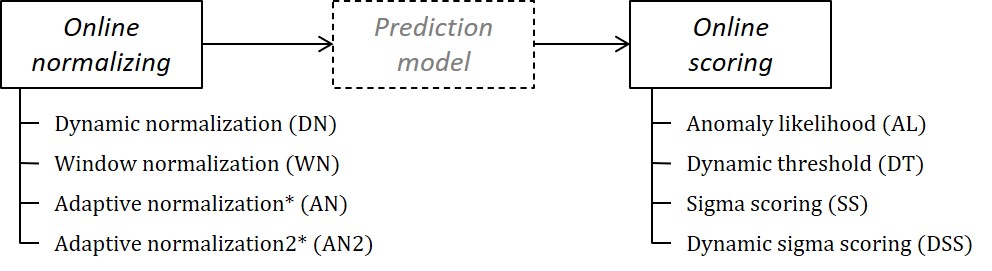 Online
normalizing
Prediction
model
Online
scoring
Dynamic normalization (DN)
Window normalization (WN)
Adaptive normalization* (AN)
Adaptive normalization2* (AN2)
Anomaly likelihood (AL)
Dynamic threshold (DT)
Sigma scoring (SS)
Dynamic sigma scoring (DSS)